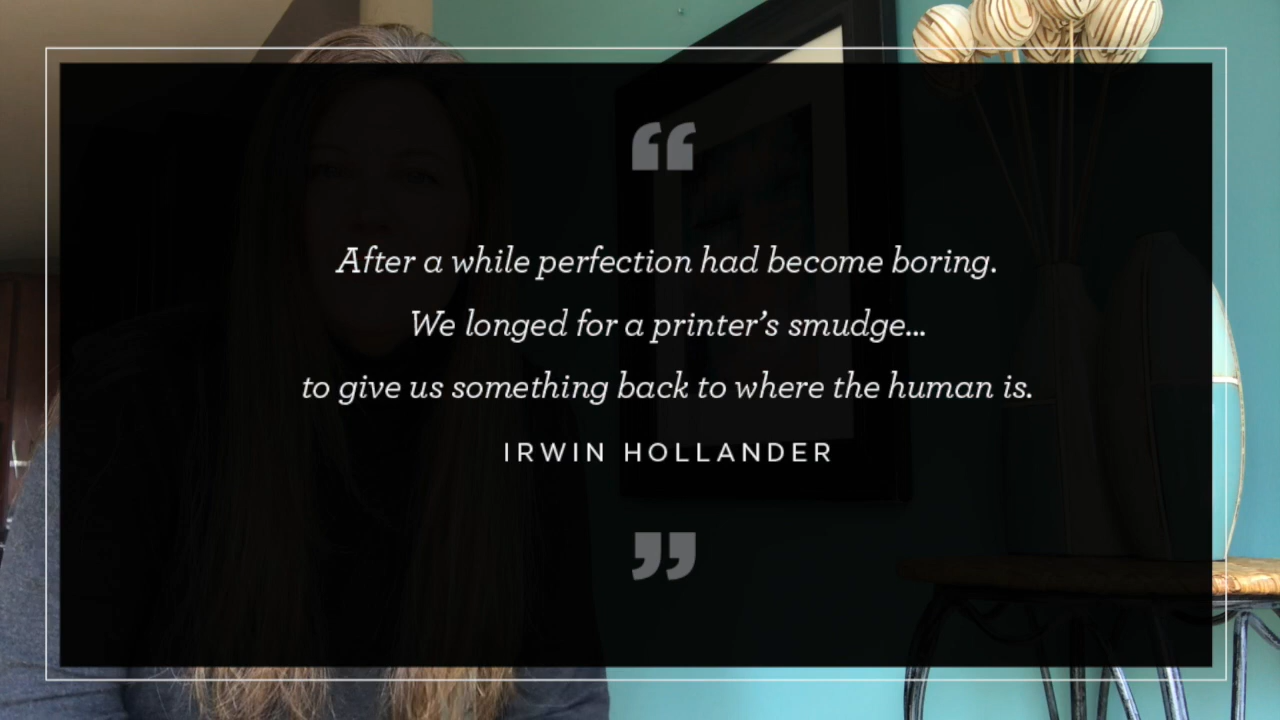 “
After a while perfection had become boring.
We longed for a printer’s smudge...
to give us something back to where the human is.
IRWIN HOLLANDER
”